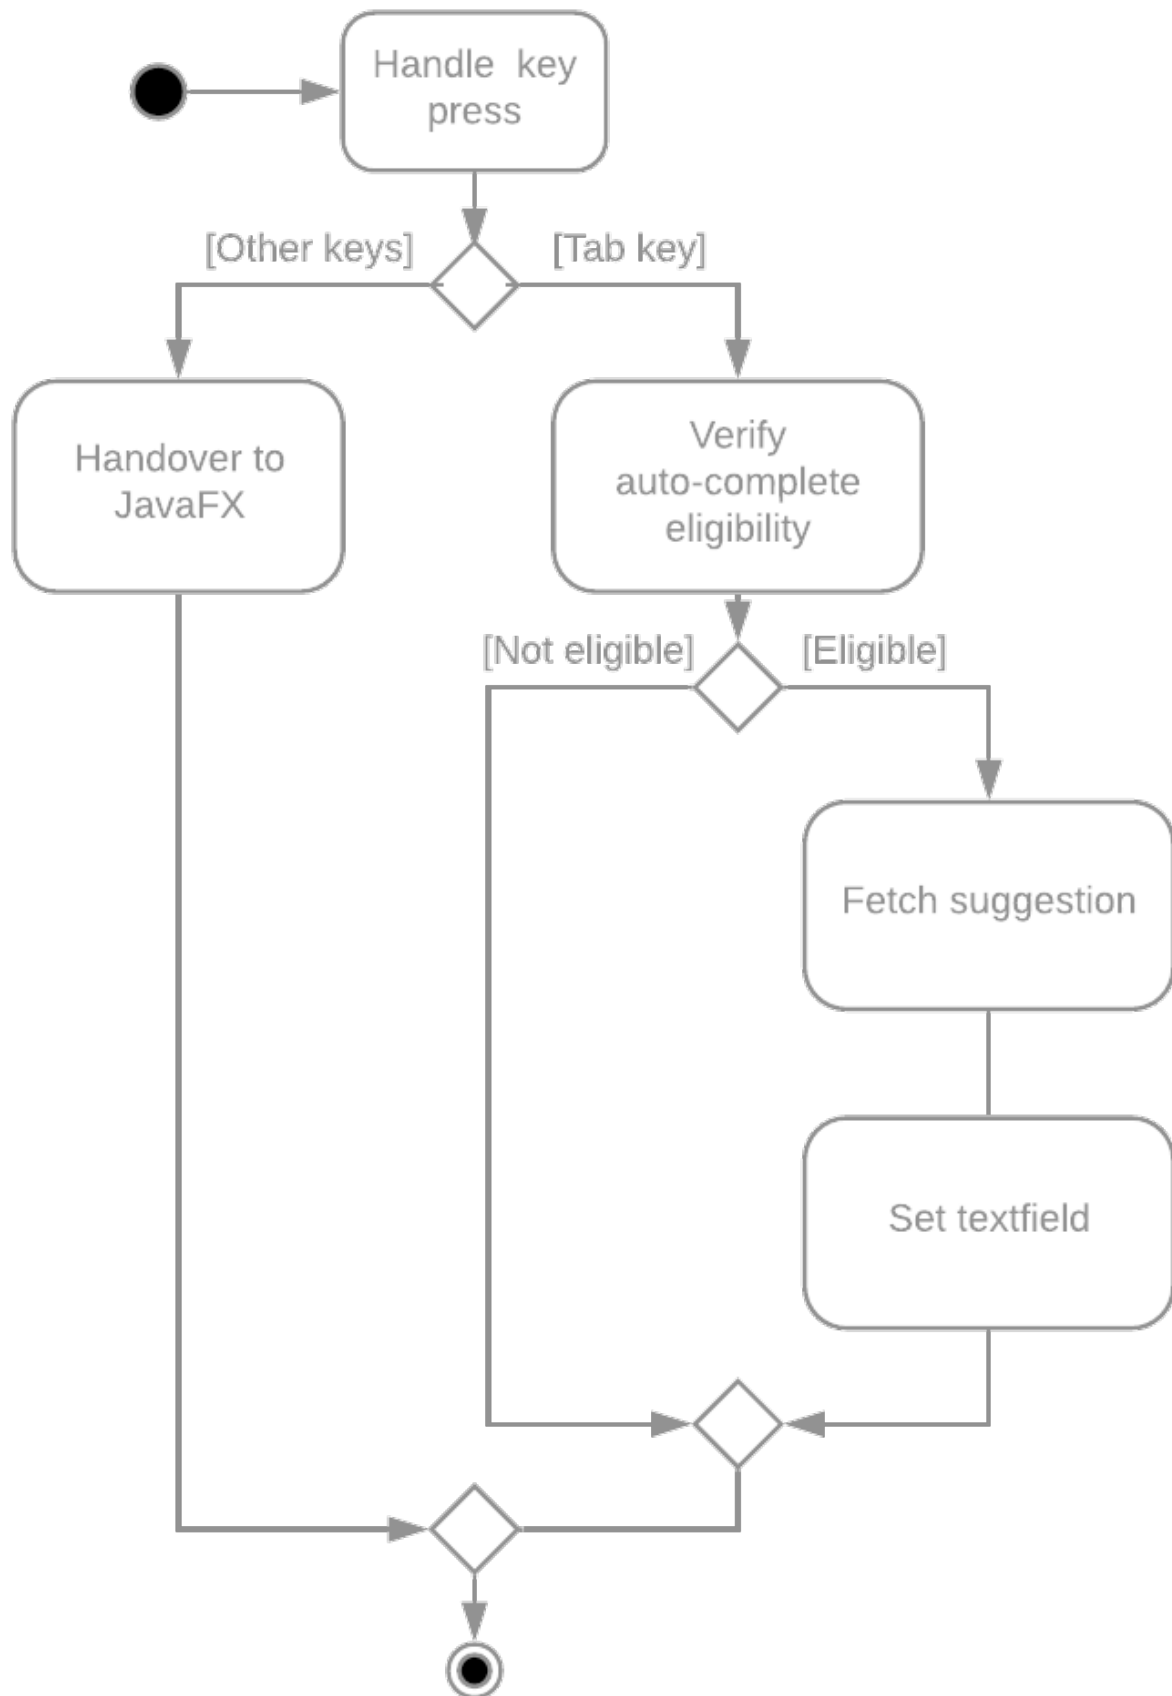 Handle  key
press
[Other keys]
[Tab key]
Handover to
JavaFX
Verify
auto-complete
eligibility
[Not eligible]
[Eligible]
Fetch suggestion
Set textfield